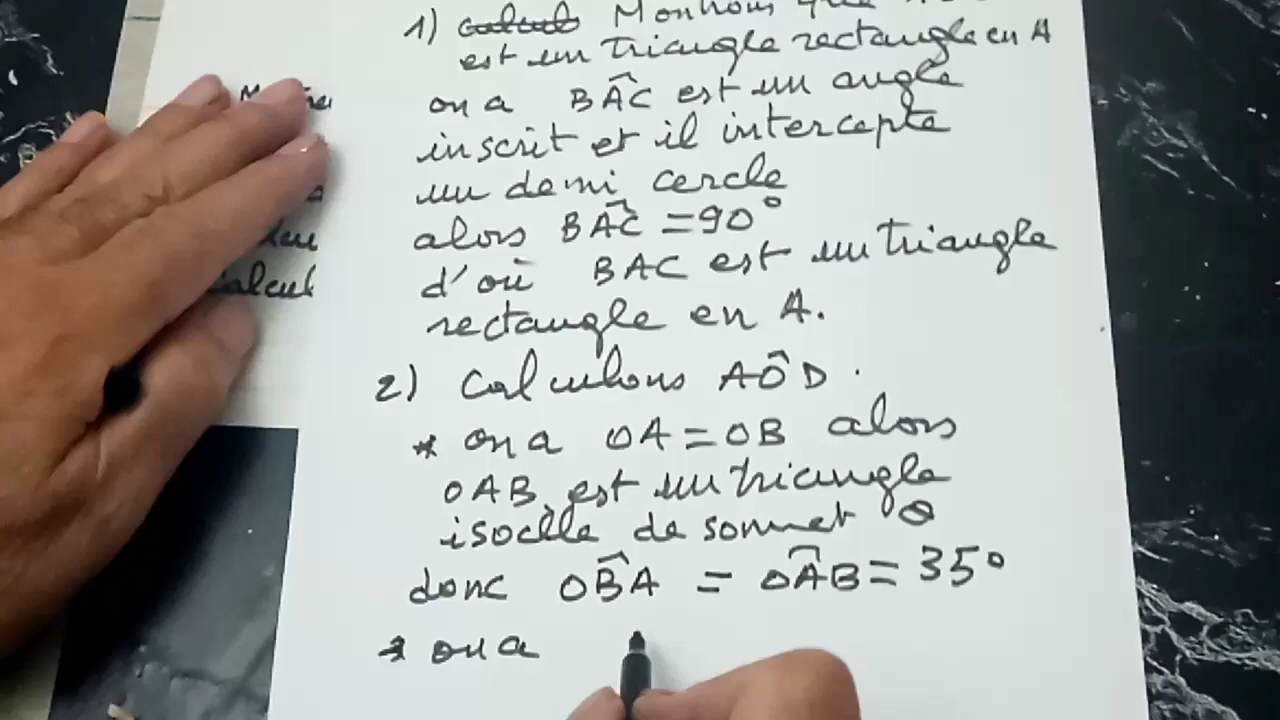 1) calculs Montrons que
est un triangle rectangle en A
on a BÂC est un angle
inscrit et il intercepte
un demi cercle
alors BÂC = 90°
d'où BAC est un triangle
rectangle en A.
2) Calculons AÔD.
* on a OA = OB alors
OAB est un triangle
isocèle de sommet O
donc OB̂A = OÂB = 35°
* on a
calcul